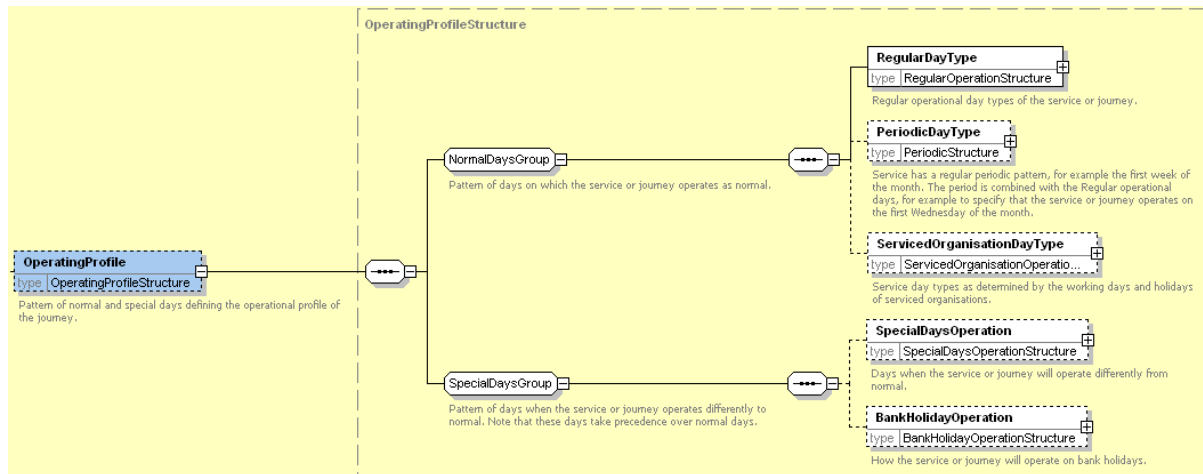 OperatingProfileStructure
RegularDayType
type RegularOperationStructure
Regular operational day types of the service or journey.
PeriodicDayType
type PeriodicStructure
Service has a regular periodic pattern, for example the first week of
the month. The period is combined with the Regular operational
days, for example to specify that the service or journey operates on
the first Wednesday of the month.
NormalDaysGroup
Pattern of days on which the service or journey operates as normal.
ServicedOrganisationDayType
type ServicedOrganisationOperatio...
Service day types as determined by the working days and holidays
of serviced organisations.
OperatingProfile
type OperatingProfileStructure
Pattern of normal and special days defining the operational profile of
the journey.
SpecialDaysOperation
type SpecialDaysOperationStructure
Days when the service or journey will operate differently from
normal.
SpecialDaysGroup
Pattern of days when the service or journey operates differently to
normal. Note that these days take precedence over normal days.
BankHolidayOperation
type BankHolidayOperationStructure
How the service or journey will operate on bank holidays.